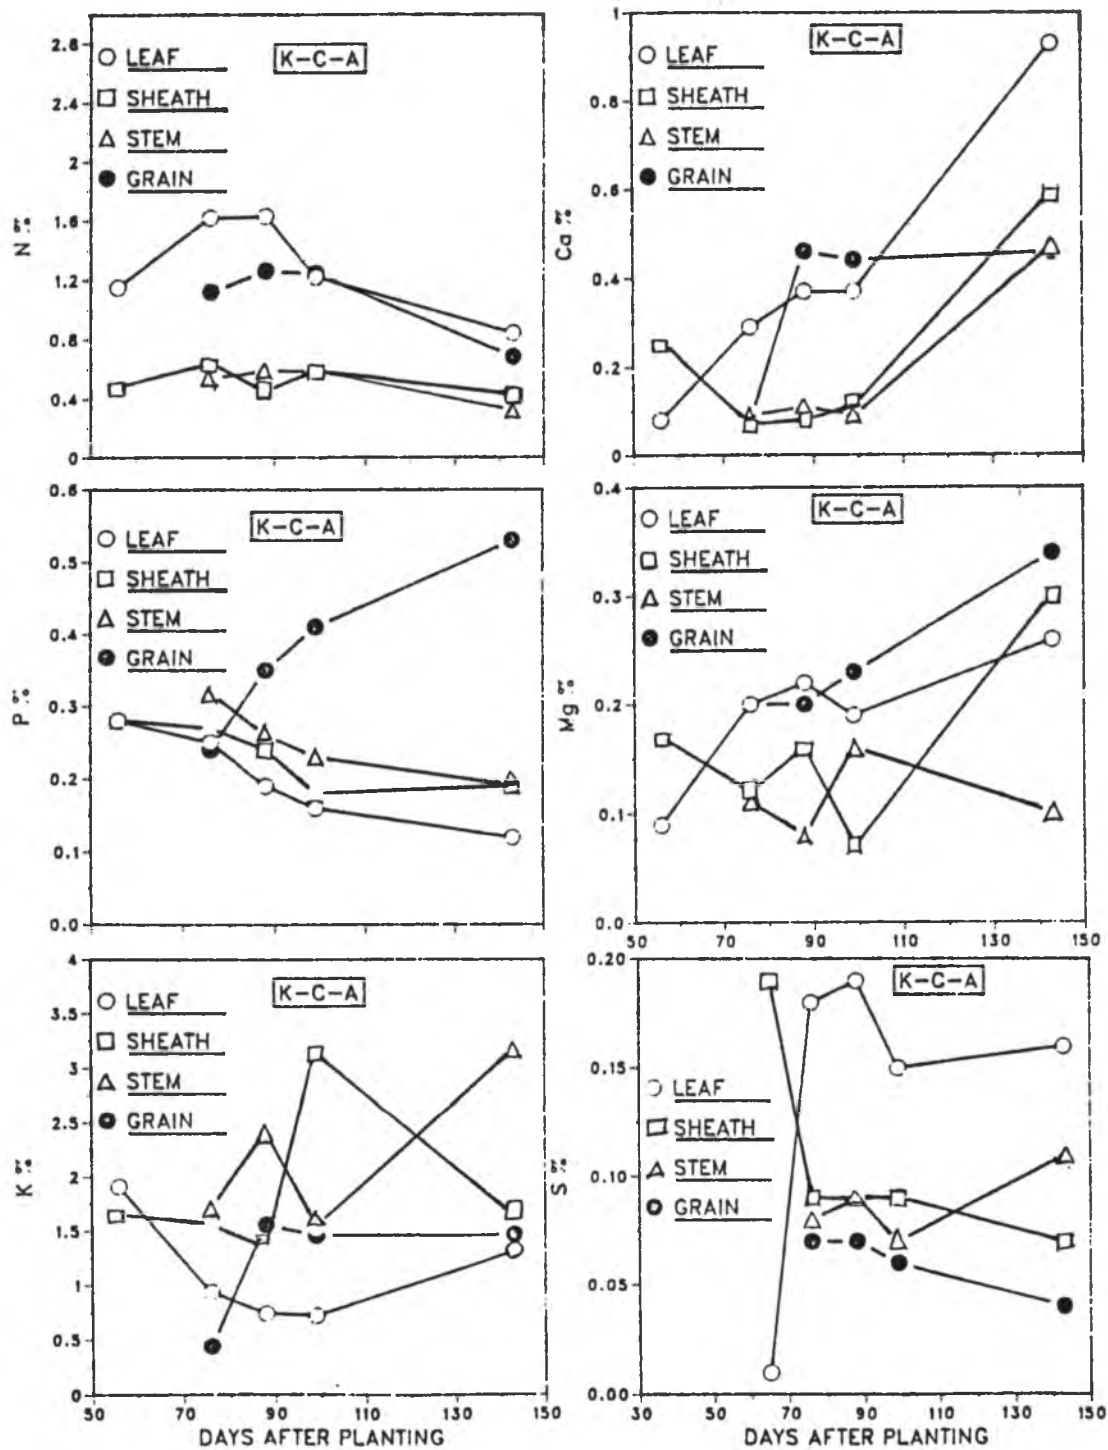 K-C-A
LEAF
SHEATH
STEM
GRAIN
N %
2.8
2.4
2
1.6
1.2
0.8
0.4
0
K-C-A
LEAF
SHEATH
STEM
GRAIN
Ca %
1
0.8
0.6
0.4
0.2
0
K-C-A
LEAF
SHEATH
STEM
GRAIN
P %
0.6
0.5
0.4
0.3
0.2
0.1
0.0
K-C-A
LEAF
SHEATH
STEM
GRAIN
Mg %
0.4
0.3
0.2
0.1
0.0
50 70 90 110 130 150
K-C-A
LEAF
SHEATH
STEM
GRAIN
K %
4
3.5
3
2.5
2
1.5
1
0.5
0
50 70 90 110 130 150
DAYS AFTER PLANTING
K-C-A
LEAF
SHEATH
STEM
GRAIN
S %
0.20
0.15
0.10
0.05
0.00
30 50 70 90 110 130 150
DAYS AFTER PLANTING